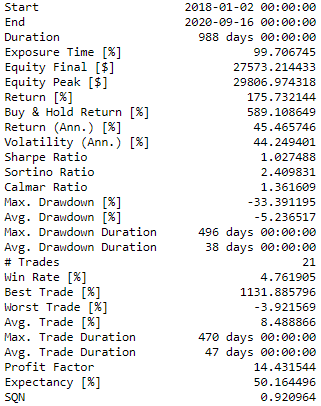 Start 2018-01-02 00:00:00
End 2020-09-16 00:00:00
Duration 988 days 00:00:00
Exposure Time [%] 99.706745
Equity Final [$] 27573.214433
Equity Peak [$] 29806.974318
Return [%] 175.732144
Buy & Hold Return [%] 589.108649
Return (Ann.) [%] 45.465746
Volatility (Ann.) [%] 44.249401
Sharpe Ratio 1.027488
Sortino Ratio 2.409831
Calmar Ratio 1.361609
Max. Drawdown [%] -33.391195
Avg. Drawdown [%] -5.236517
Max. Drawdown Duration 496 days 00:00:00
Avg. Drawdown Duration 38 days 00:00:00
# Trades 21
Win Rate [%] 4.761905
Best Trade [%] 1131.885796
Worst Trade [%] -3.921569
Avg. Trade [%] 8.488866
Max. Trade Duration 470 days 00:00:00
Avg. Trade Duration 47 days 00:00:00
Profit Factor 14.431544
Expectancy [%] 50.164496
SQN 0.920964